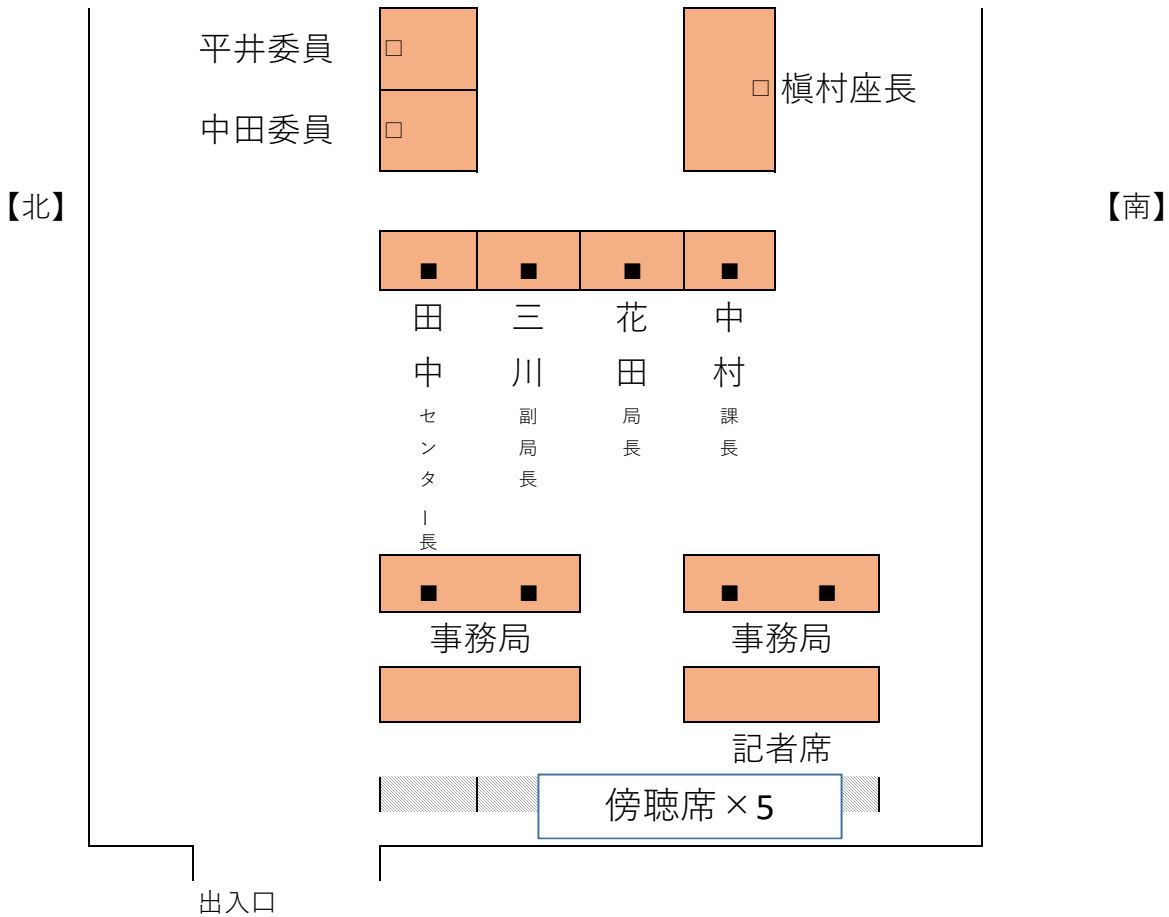 平井委員
槇村座長
中田委員
【北】
【南】
田中センター長
三川副局長
花田局長
中村課長
事務局
事務局
記者席
傍聴席×5
出入口